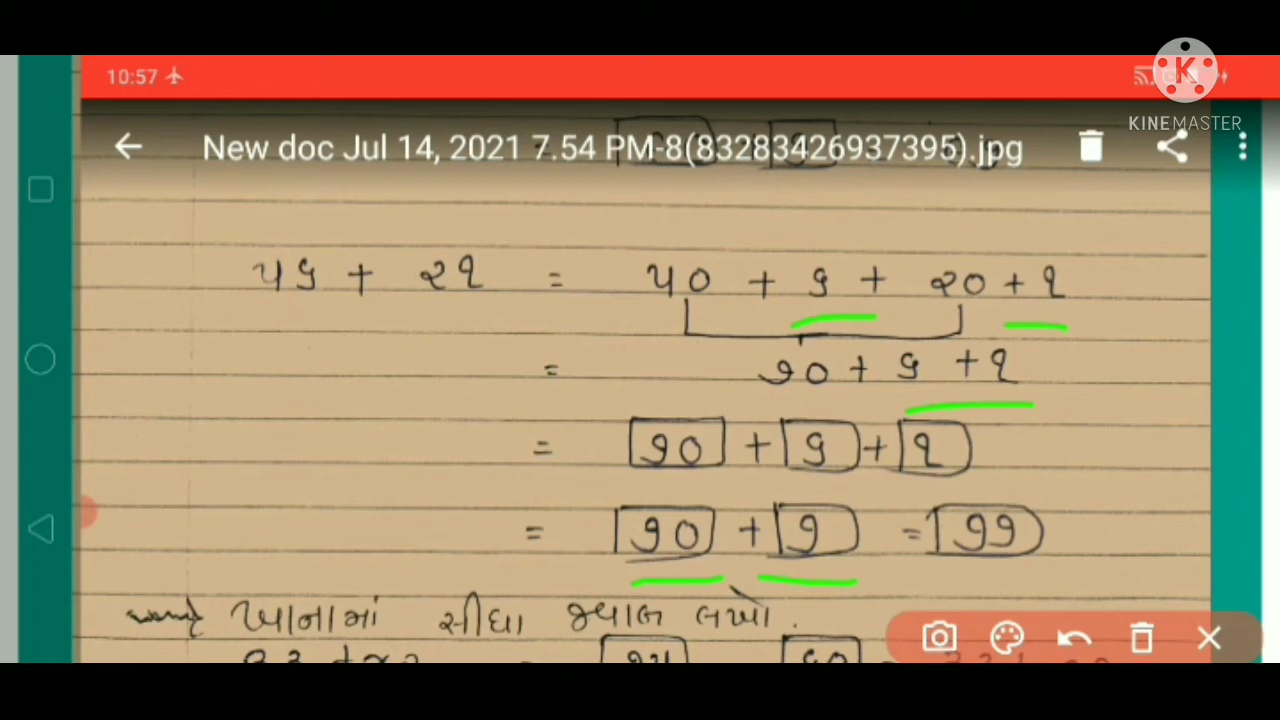 10:57
KINEMASTER
New doc Jul 14, 2021 7.54 PM-8(83283426937395).jpg
૫૬ + ૨૧ = ૫૦ + ૬ + ૨૦ + ૧
= ૭૦ + ૬ + ૧
= ૭૦ + ૬ + ૧
= ૭૦ + ૭ = ૭૭
ખાનામાં સીધા જવાબ લખો.